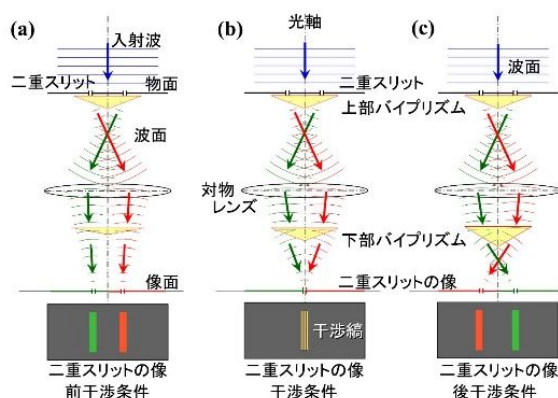 (a)
入射波
二重スリット
物面
波面
像面
二重スリットの像
前干渉条件
(b)
光軸
二重スリット
上部バイプリズム
対物
レンズ
下部バイプリズム
二重スリットの像
干渉縞
二重スリットの像
干渉条件
(c)
波面
二重スリットの像
後干渉条件